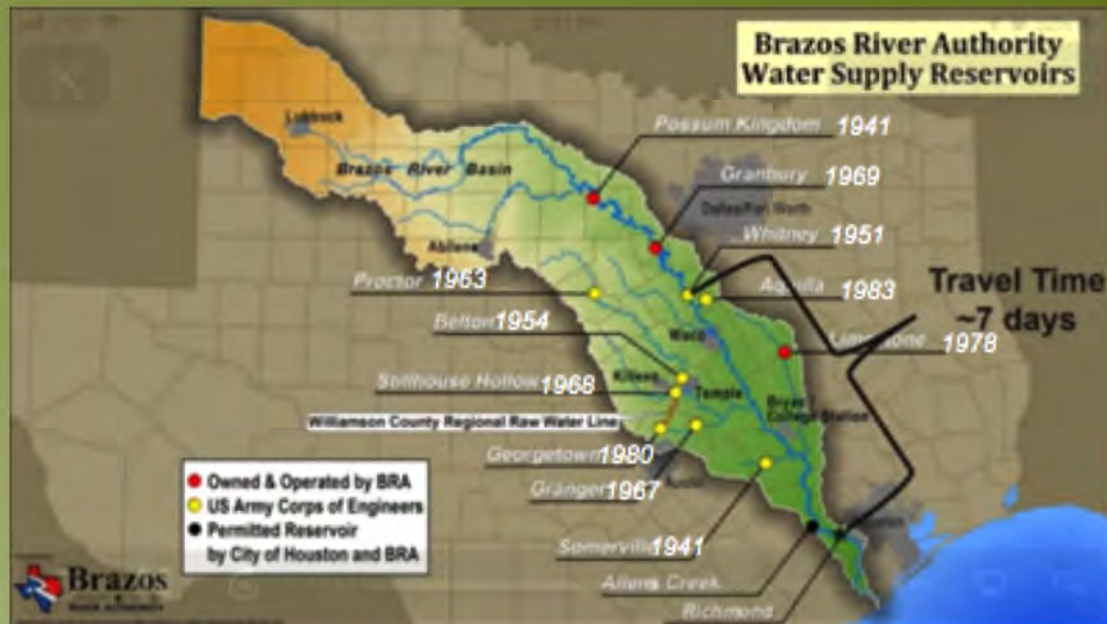 Brazos River Authority
Water Supply Reservoirs
Possum Kingdom 1941
Lubbock
Brazos River Basin
Granbury 1969
Dallas/Fort Worth
Whitney 1951
Abilene
Proctor 1963
Aquilla 1983
Travel Time
~7 days
Belton 1954
Waco
Limestone 1978
Stillhouse Hollow 1968
Killeen
Temple
Bryan
College Station
Williamson County Regional Raw Water Line
Georgetown 1980
Granger 1967
Somerville 1941
Allens Creek
Richmond
Owned & Operated by BRA
US Army Corps of Engineers
Permitted Reservoir
by City of Houston and BRA
Brazos
RIVER AUTHORITY